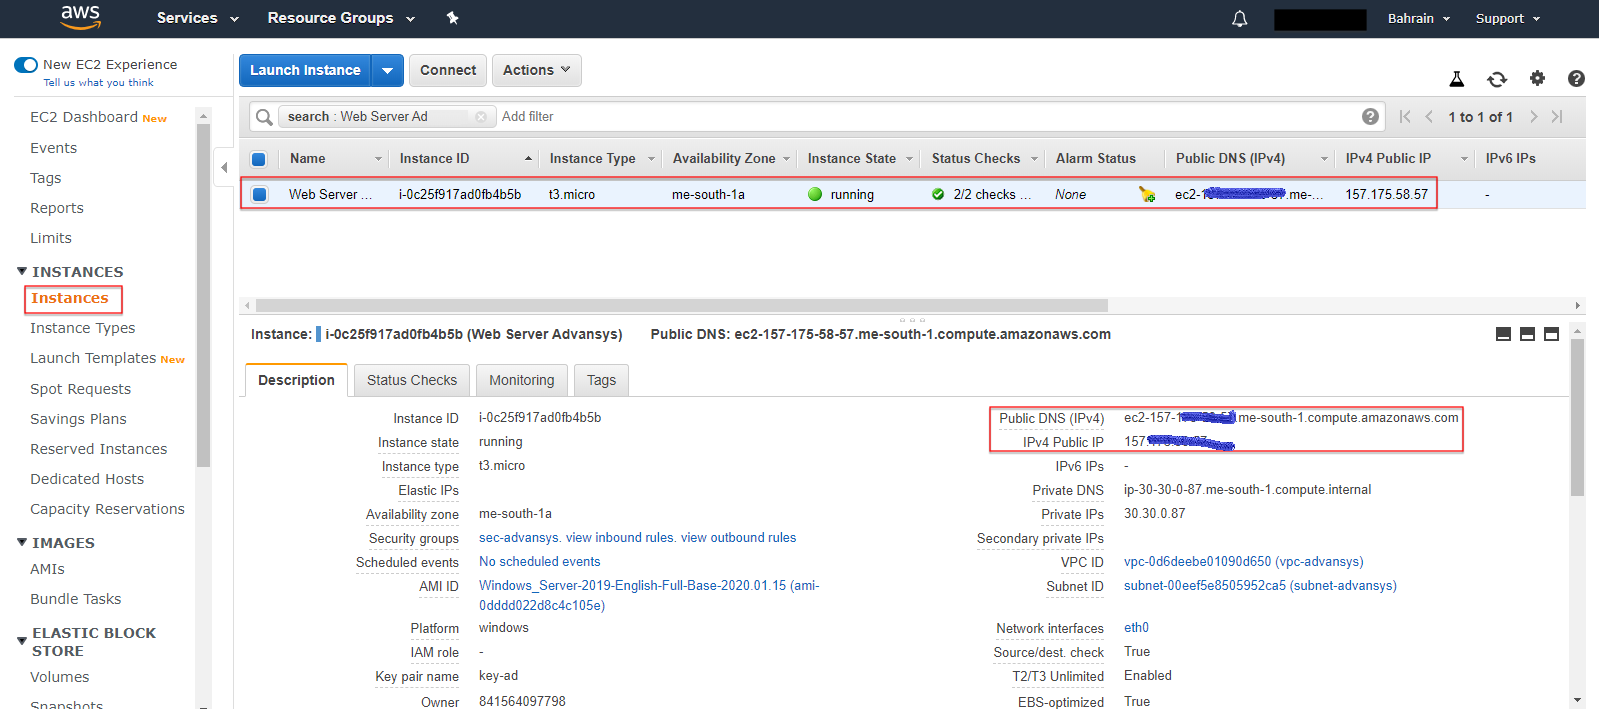 aws Services Resource Groups Bahrain Support
New EC2 Experience
Tell us what you think
EC2 Dashboard New
Events
Tags
Reports
Limits
INSTANCES
Instances
Instance Types
Launch Templates New
Spot Requests
Savings Plans
Reserved Instances
Dedicated Hosts
Capacity Reservations
IMAGES
AMIs
Bundle Tasks
ELASTIC BLOCK
STORE
Volumes
Snapshots
Launch Instance Connect Actions
search : Web Server Ad Add filter 1 to 1 of 1
Name Instance ID Instance Type Availability Zone Instance State Status Checks Alarm Status Public DNS (IPv4) IPv4 Public IP IPv6 IPs
Web Server ... i-0c25f917ad0fb4b5b t3.micro me-south-1a running 2/2 checks ... None ec2-1 .me-... 157.175.58.57 -
Instance: i-0c25f917ad0fb4b5b (Web Server Advansys) Public DNS: ec2-157-175-58-57.me-south-1.compute.amazonaws.com
Description Status Checks Monitoring Tags
Instance ID i-0c25f917ad0fb4b5b
Instance state running
Instance type t3.micro
Elastic IPs
Availability zone me-south-1a
Security groups sec-advansys. view inbound rules. view outbound rules
Scheduled events No scheduled events
AMI ID Windows_Server-2019-English-Full-Base-2020.01.15 (ami-
0dddd022d8c4c105e)
Platform windows
IAM role -
Key pair name key-ad
Owner 841564097798
Public DNS (IPv4) ec2-157- .me-south-1.compute.amazonaws.com
IPv4 Public IP 157
IPv6 IPs -
Private DNS ip-30-30-0-87.me-south-1.compute.internal
Private IPs 30.30.0.87
Secondary private IPs
VPC ID vpc-0d6deebe01090d650 (vpc-advansys)
Subnet ID subnet-00eef5e8505952ca5 (subnet-advansys)
Network interfaces eth0
Source/dest. check True
T2/T3 Unlimited Enabled
EBS-optimized True